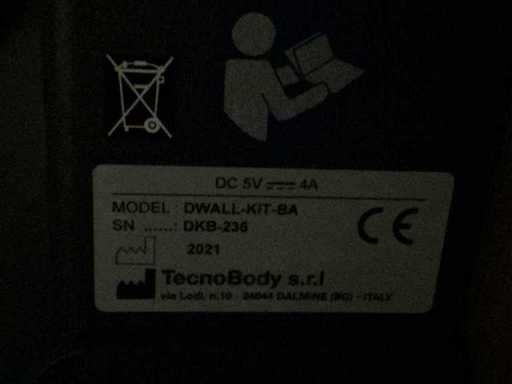 DC 5V ⎓ 4A
MODEL : DWALL-KIT-BA
SN ......: DKB-236
2021
TecnoBody s.r.l
via Lodi, n.10 - 24044 DALMINE (BG) - ITALY
CE